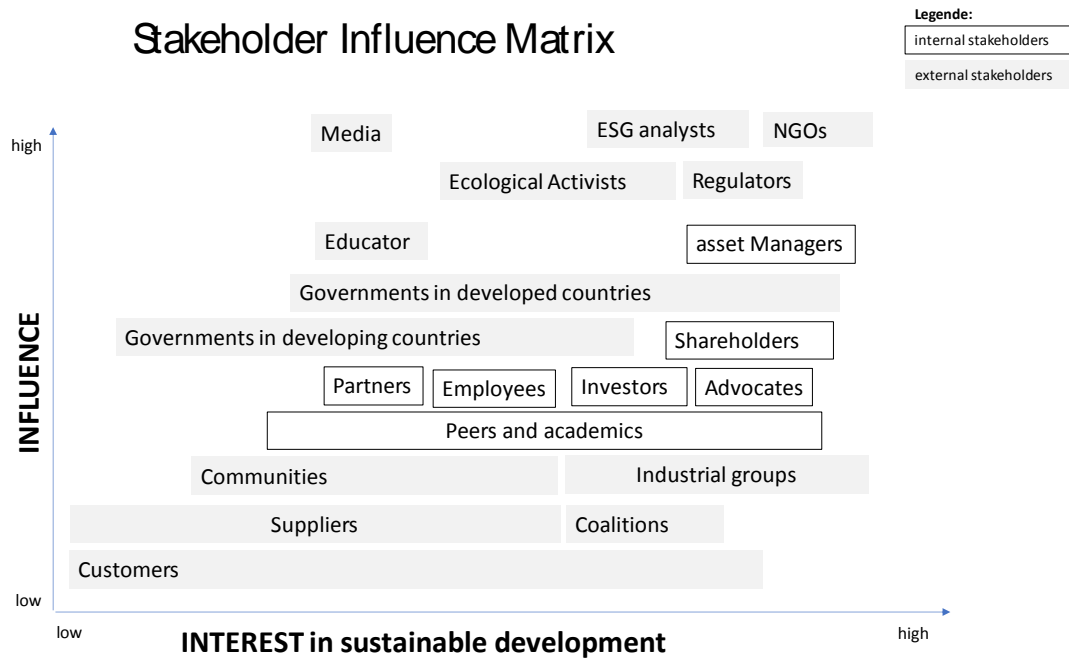 Stakeholder Influence Matrix
Legende:
internal stakeholders
external stakeholders
high
Media
ESG analysts
NGOs
Ecological Activists
Regulators
Educator
asset Managers
Governments in developed countries
Governments in developing countries
Shareholders
Partners
Employees
Investors
Advocates
Peers and academics
Communities
Industrial groups
Suppliers
Coalitions
Customers
INFLUENCE
low
low
INTEREST in sustainable development
high